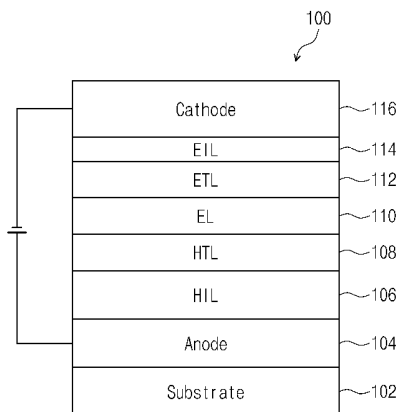 100
Cathode 116
EIL 114
ETL 112
EL 110
HTL 108
HIL 106
Anode 104
Substrate 102